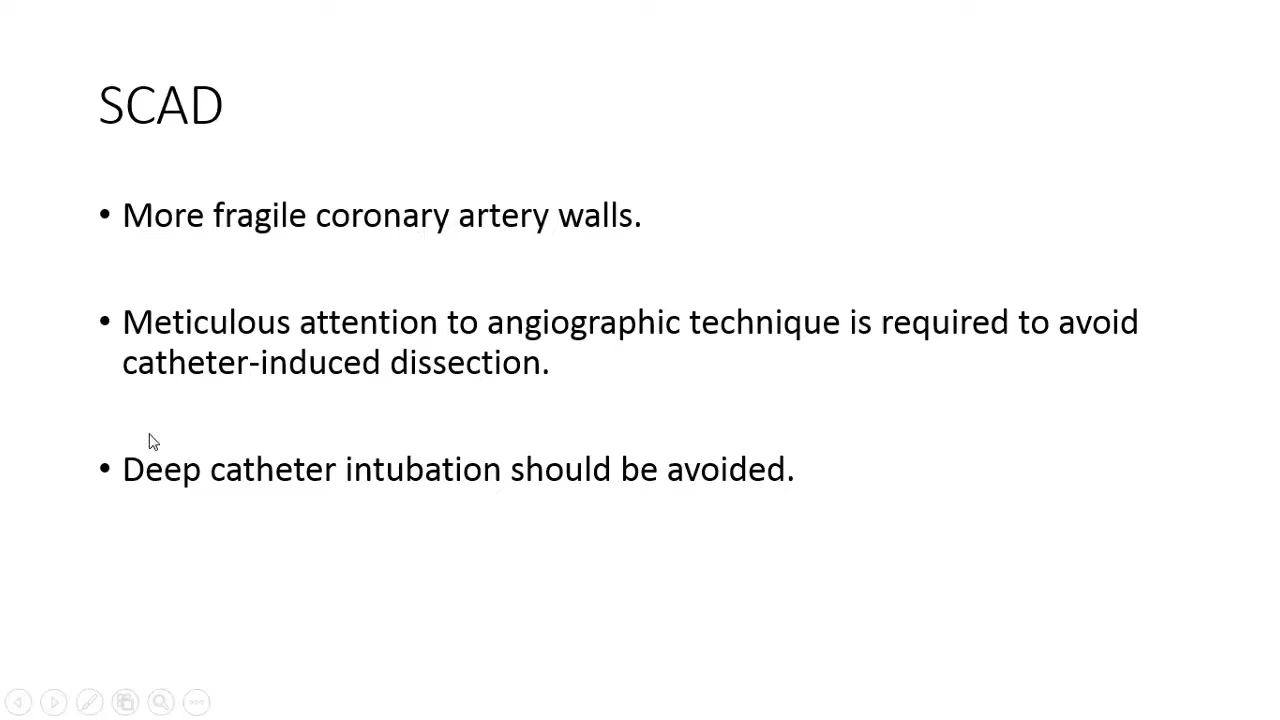 SCAD
• More fragile coronary artery walls.
• Meticulous attention to angiographic technique is required to avoid
catheter-induced dissection.
• Deep catheter intubation should be avoided.